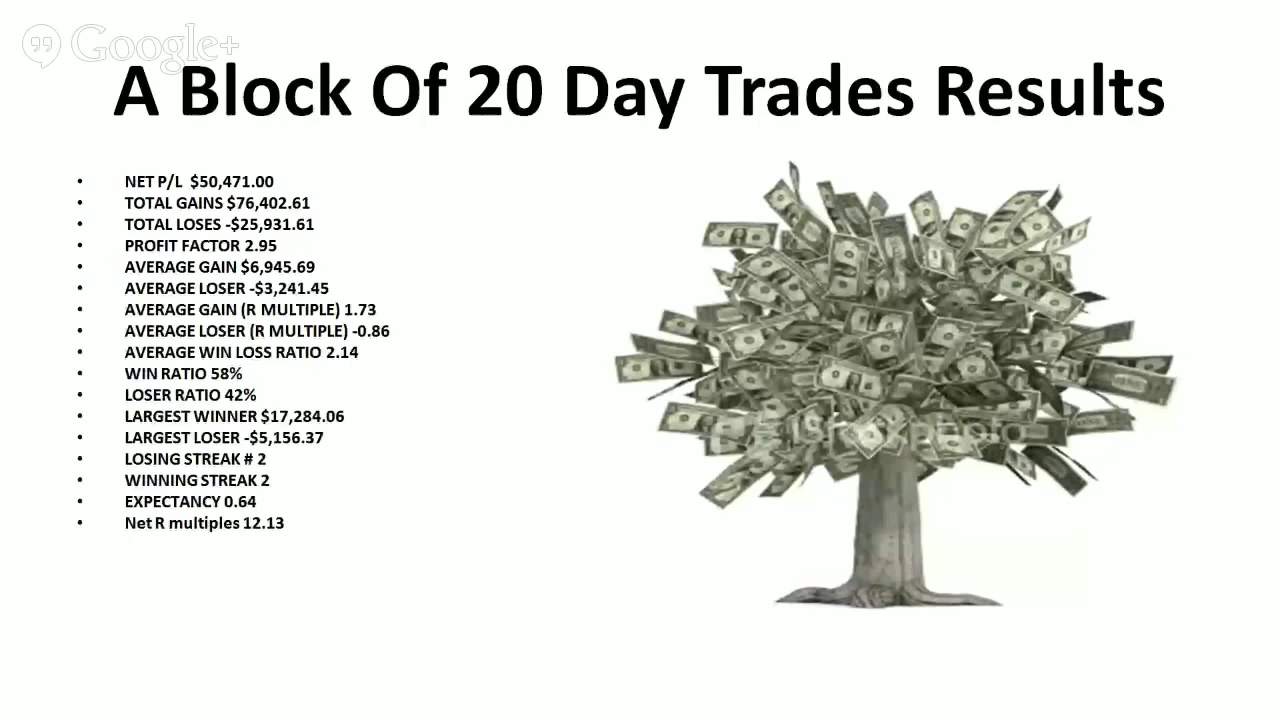 Google+
A Block Of 20 Day Trades Results
• NET P/L $50,471.00
• TOTAL GAINS $76,402.61
• TOTAL LOSES -$25,931.61
• PROFIT FACTOR 2.95
• AVERAGE GAIN $6,945.69
• AVERAGE LOSER -$3,241.45
• AVERAGE GAIN (R MULTIPLE) 1.73
• AVERAGE LOSER (R MULTIPLE) -0.86
• AVERAGE WIN LOSS RATIO 2.14
• WIN RATIO 58%
• LOSER RATIO 42%
• LARGEST WINNER $17,284.06
• LARGEST LOSER -$5,156.37
• LOSING STREAK # 2
• WINNING STREAK 2
• EXPECTANCY 0.64
• Net R multiples 12.13